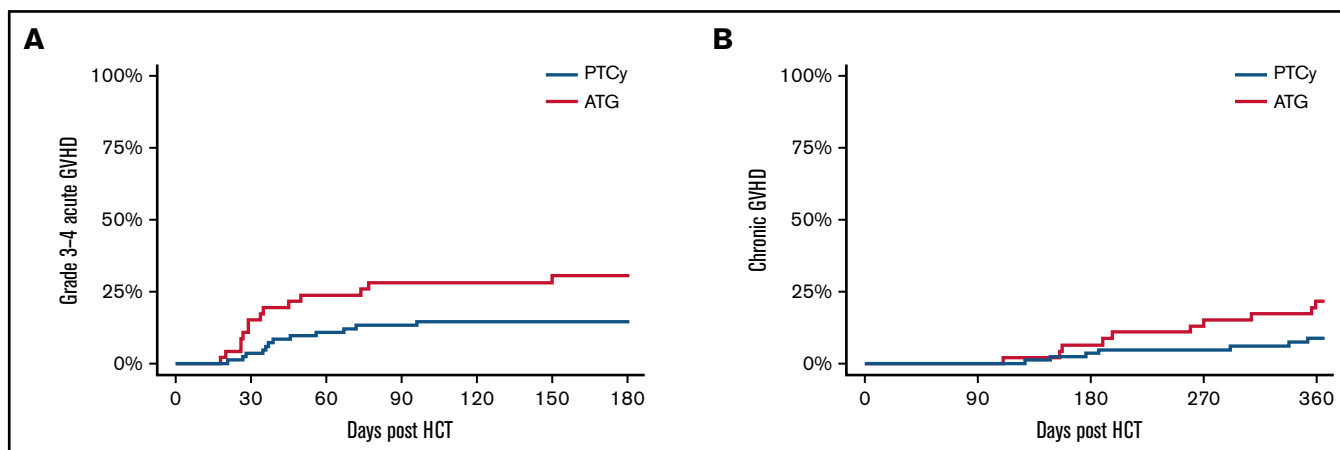 A
PTCy
ATG
100%
75%
50%
25%
0%
Grade 3–4 acute GVHD
0 30 60 90 120 150 180
Days post HCT
B
PTCy
ATG
100%
75%
50%
25%
0%
Chronic GVHD
0 90 180 270 360
Days post HCT